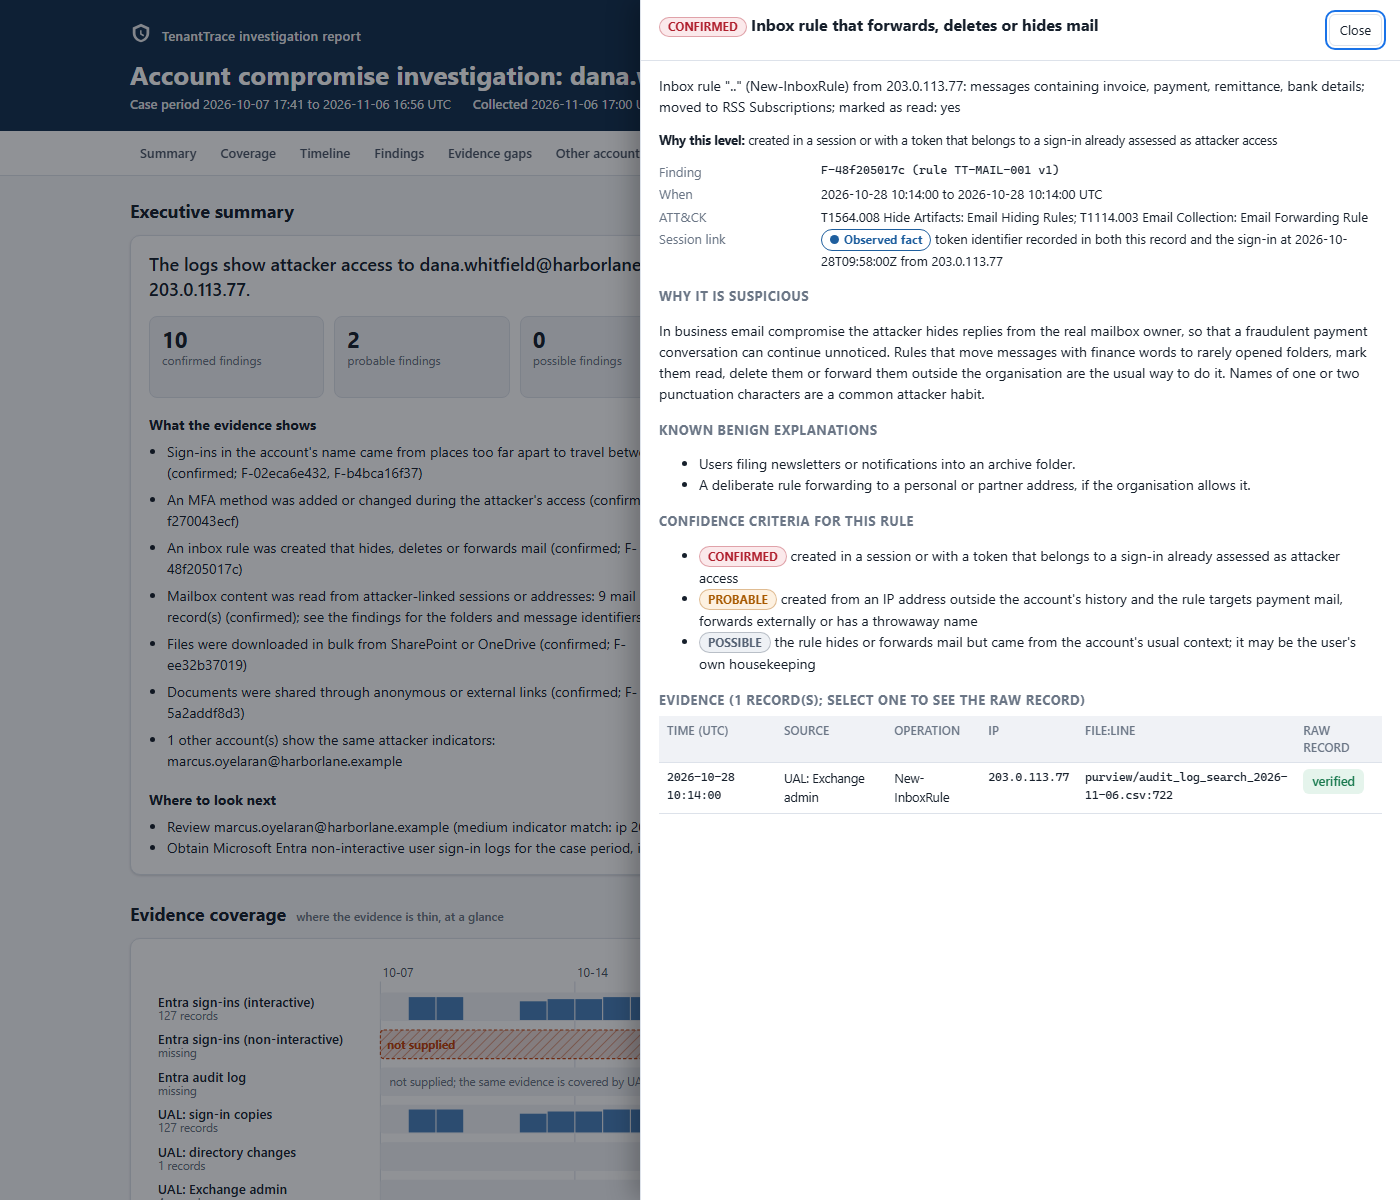 TenantTrace investigation report
Account compromise investigation: dana.
Case period 2026-10-07 17:41 to 2026-11-06 16:56 UTC Collected 2026-11-06 17:00
Summary Coverage Timeline Findings Evidence gaps Other account
Executive summary
The logs show attacker access to dana.whitfield@harborlane
203.0.113.77.
10
confirmed findings
2
probable findings
0
possible findings
What the evidence shows
• Sign-ins in the account's name came from places too far apart to travel betw
(confirmed; F-02eca6e432, F-b4bca16f37)
• An MFA method was added or changed during the attacker's access (confirm
f270043ecf)
• An inbox rule was created that hides, deletes or forwards mail (confirmed; F-
48f205017c)
• Mailbox content was read from attacker-linked sessions or addresses: 9 mail
record(s) (confirmed); see the findings for the folders and message identifiers
• Files were downloaded in bulk from SharePoint or OneDrive (confirmed; F-
ee32b37019)
• Documents were shared through anonymous or external links (confirmed; F-
5a2addf8d3)
• 1 other account(s) show the same attacker indicators:
marcus.oyelaran@harborlane.example
Where to look next
• Review marcus.oyelaran@harborlane.example (medium indicator match: ip 20
• Obtain Microsoft Entra non-interactive user sign-in logs for the case period, i
Evidence coverage where the evidence is thin, at a glance
10-07 10-14
Entra sign-ins (interactive)
127 records
Entra sign-ins (non-interactive)
missing
not supplied
Entra audit log
missing
not supplied; the same evidence is covered by UA
UAL: sign-in copies
127 records
UAL: directory changes
1 records
UAL: Exchange admin
CONFIRMED Inbox rule that forwards, deletes or hides mail
Close
Inbox rule ".." (New-InboxRule) from 203.0.113.77: messages containing invoice, payment, remittance, bank details;
moved to RSS Subscriptions; marked as read: yes
Why this level: created in a session or with a token that belongs to a sign-in already assessed as attacker access
Finding F-48f205017c (rule TT-MAIL-001 v1)
When 2026-10-28 10:14:00 to 2026-10-28 10:14:00 UTC
ATT&CK T1564.008 Hide Artifacts: Email Hiding Rules; T1114.003 Email Collection: Email Forwarding Rule
Session link Observed fact token identifier recorded in both this record and the sign-in at 2026-10-
28T09:58:00Z from 203.0.113.77
WHY IT IS SUSPICIOUS
In business email compromise the attacker hides replies from the real mailbox owner, so that a fraudulent payment
conversation can continue unnoticed. Rules that move messages with finance words to rarely opened folders, mark
them read, delete them or forward them outside the organisation are the usual way to do it. Names of one or two
punctuation characters are a common attacker habit.
KNOWN BENIGN EXPLANATIONS
• Users filing newsletters or notifications into an archive folder.
• A deliberate rule forwarding to a personal or partner address, if the organisation allows it.
CONFIDENCE CRITERIA FOR THIS RULE
• CONFIRMED created in a session or with a token that belongs to a sign-in already assessed as attacker
access
• PROBABLE created from an IP address outside the account's history and the rule targets payment mail,
forwards externally or has a throwaway name
• POSSIBLE the rule hides or forwards mail but came from the account's usual context; it may be the user's
own housekeeping
EVIDENCE (1 RECORD(S); SELECT ONE TO SEE THE RAW RECORD)
TIME (UTC) SOURCE OPERATION IP FILE:LINE RAW
RECORD
2026-10-28 UAL: Exchange New- 203.0.113.77 purview/audit_log_search_2026- verified
10:14:00 admin InboxRule 11-06.csv:722